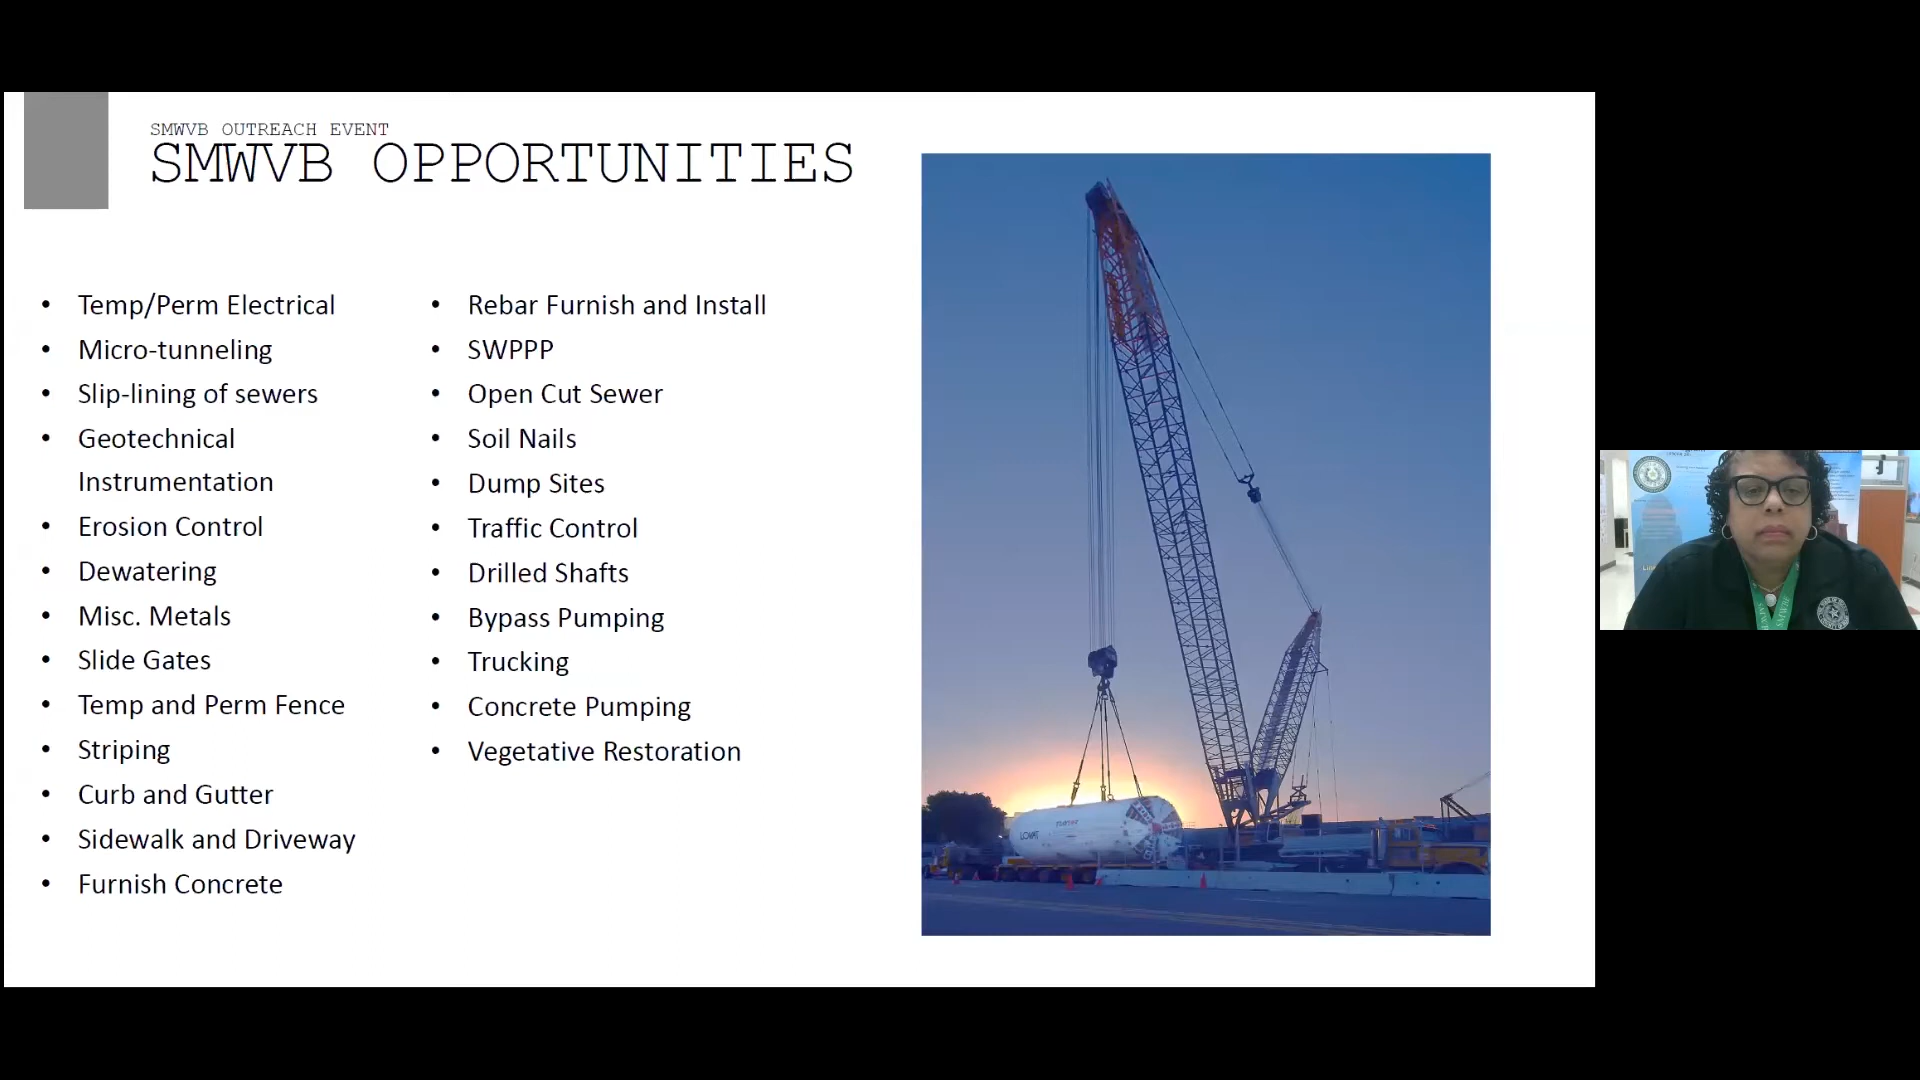 SMWVB OUTREACH EVENT
SMWVB OPPORTUNITIES
• Temp/Perm Electrical
• Micro-tunneling
• Slip-lining of sewers
• Geotechnical
Instrumentation
• Erosion Control
• Dewatering
• Misc. Metals
• Slide Gates
• Temp and Perm Fence
• Striping
• Curb and Gutter
• Sidewalk and Driveway
• Furnish Concrete
• Rebar Furnish and Install
• SWPPP
• Open Cut Sewer
• Soil Nails
• Dump Sites
• Traffic Control
• Drilled Shafts
• Bypass Pumping
• Trucking
• Concrete Pumping
• Vegetative Restoration
LOVAT